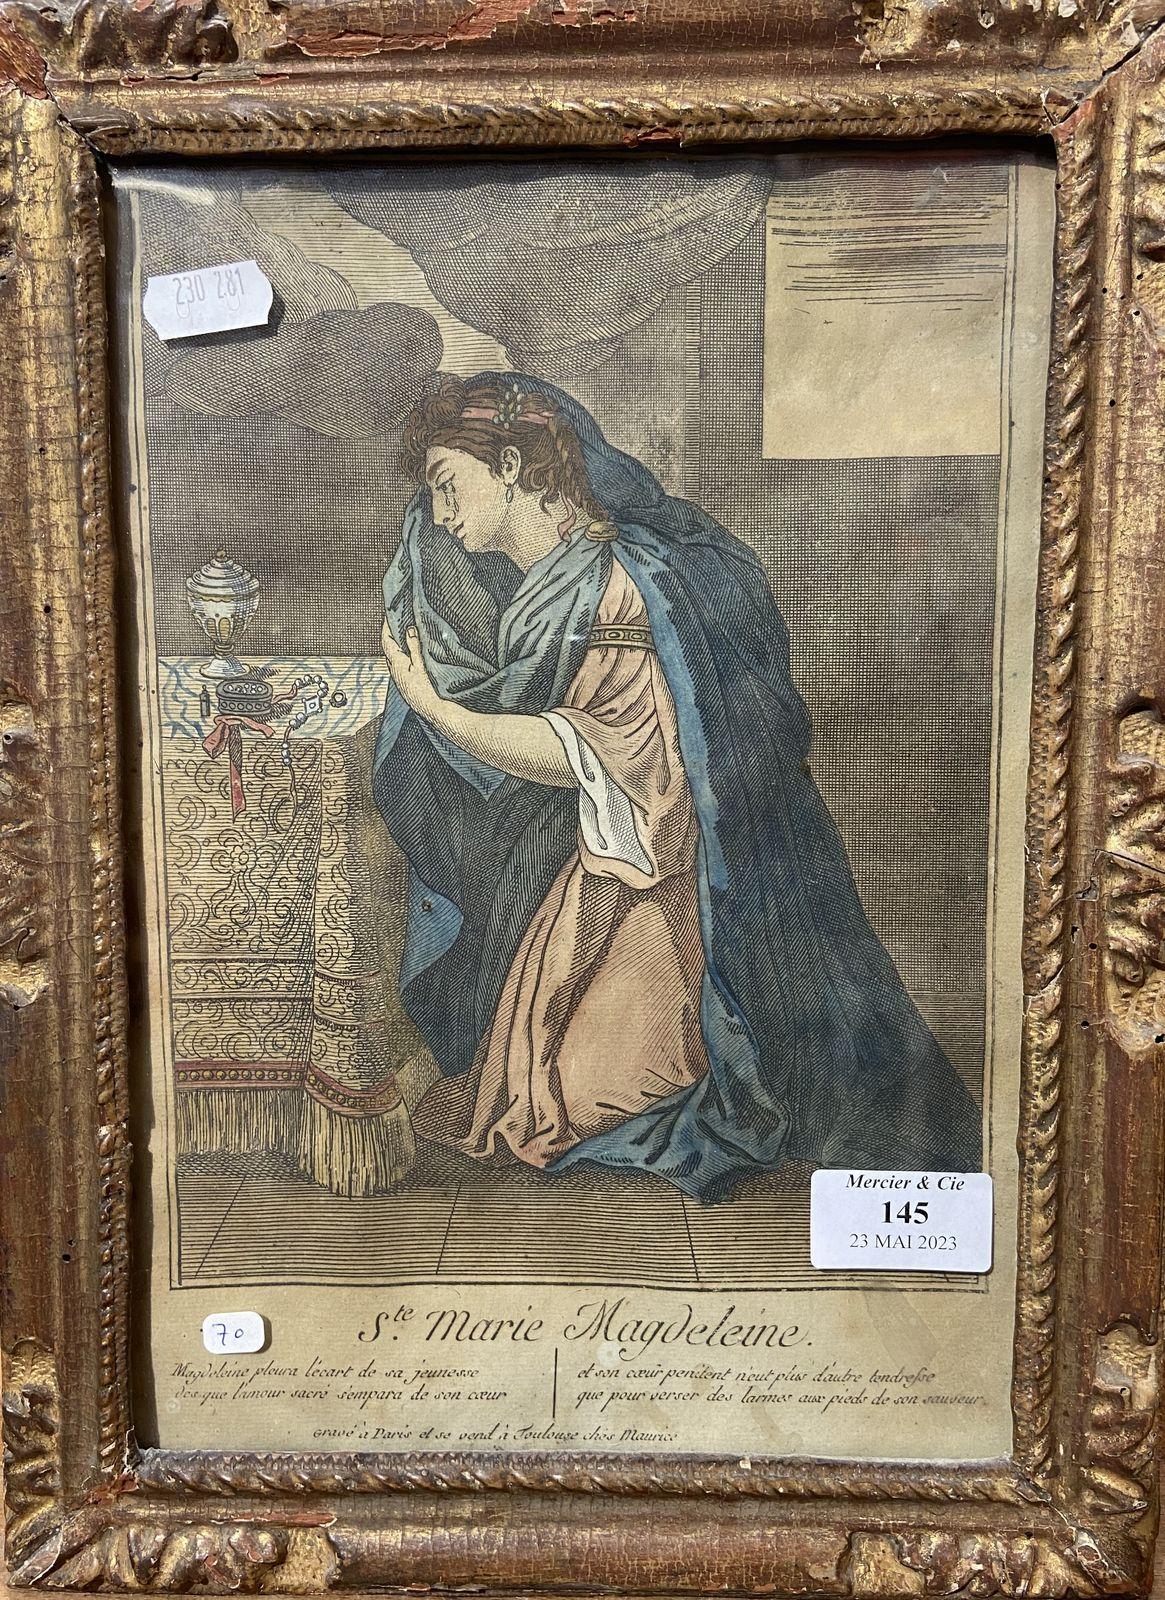 230 281
Mercier & Cie
145
23 MAI 2023
70
S.te Marie Magdeleine.
Magdeleine pleura l'écart de sa jeunesse
dès que l'amour sacré s'empara de son cœur
et son cœur penitent n'eut plus d'autre tendresse
que pour verser des larmes aux pieds de son sauveur.
Gravé à Paris et se vend à Toulouse chés Maurice